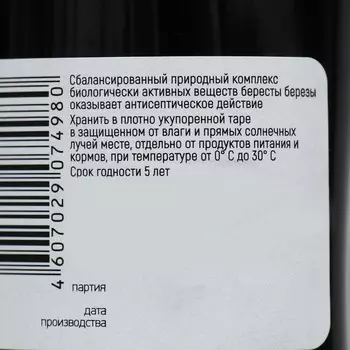 Сбалансированный природный комплекс
биологически активных веществ бересты березы
оказывает антисептическое действие
Хранить в плотно укупоренной таре
в защищенном от влаги и прямых солнечных
лучей месте, отдельно от продуктов питания и
кормов, при температуре от 0° С до 30° С
Срок годности 5 лет
4607029074980
партия
дата
производства